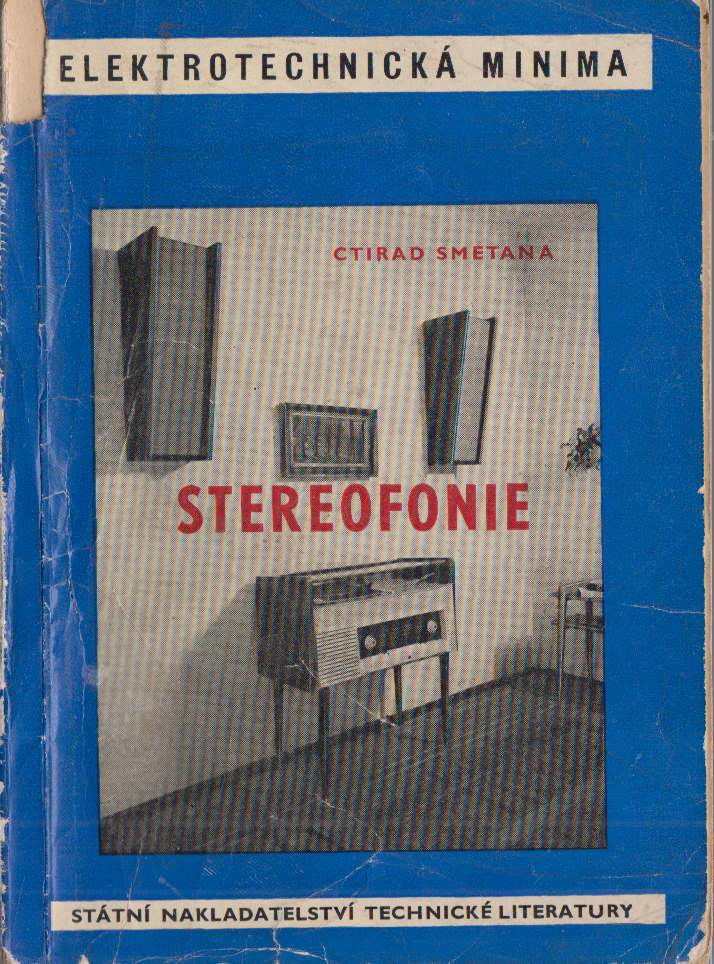 ELEKTROTECHNICKÁ MINIMA
CTIRAD SMETANA
STEREOFONIE
STÁTNÍ NAKLADATELSTVÍ TECHNICKÉ LITERATURY